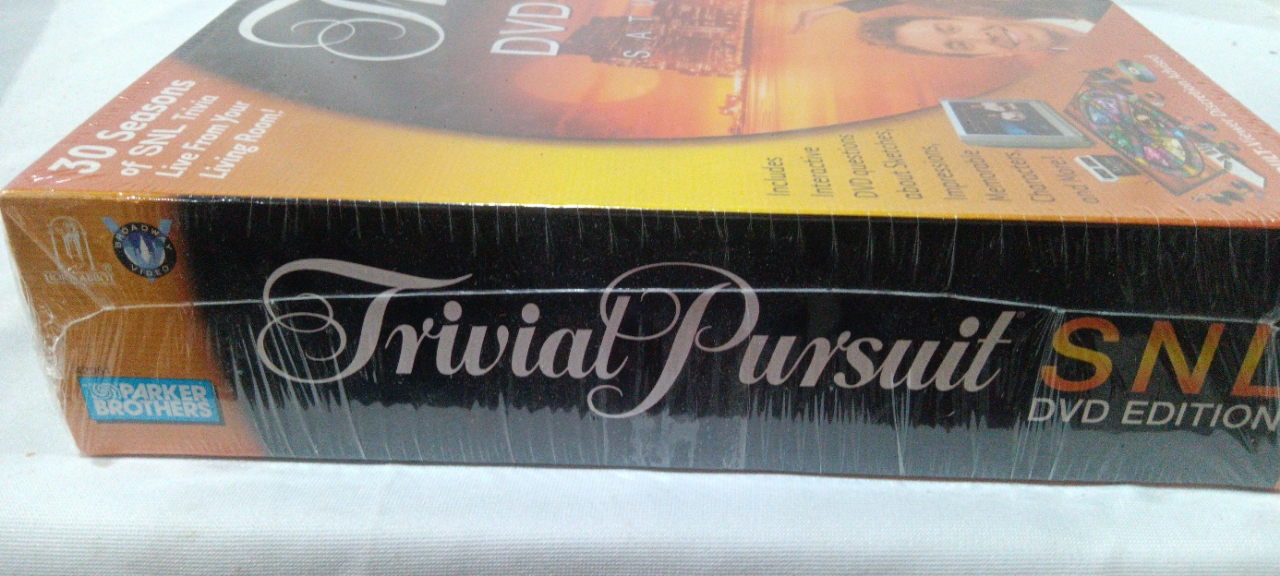 DVD
SAT
30 Seasons
of SNL Trivia
Live From Your
Living Room!
Includes
Interactive
DVD questions
about Sketches,
Impressions,
Memorable
Characters,
and More!
BROADWAY
VIDEO
Trivial Pursuit
SNL
DVD EDITION
PARKER
BROTHERS